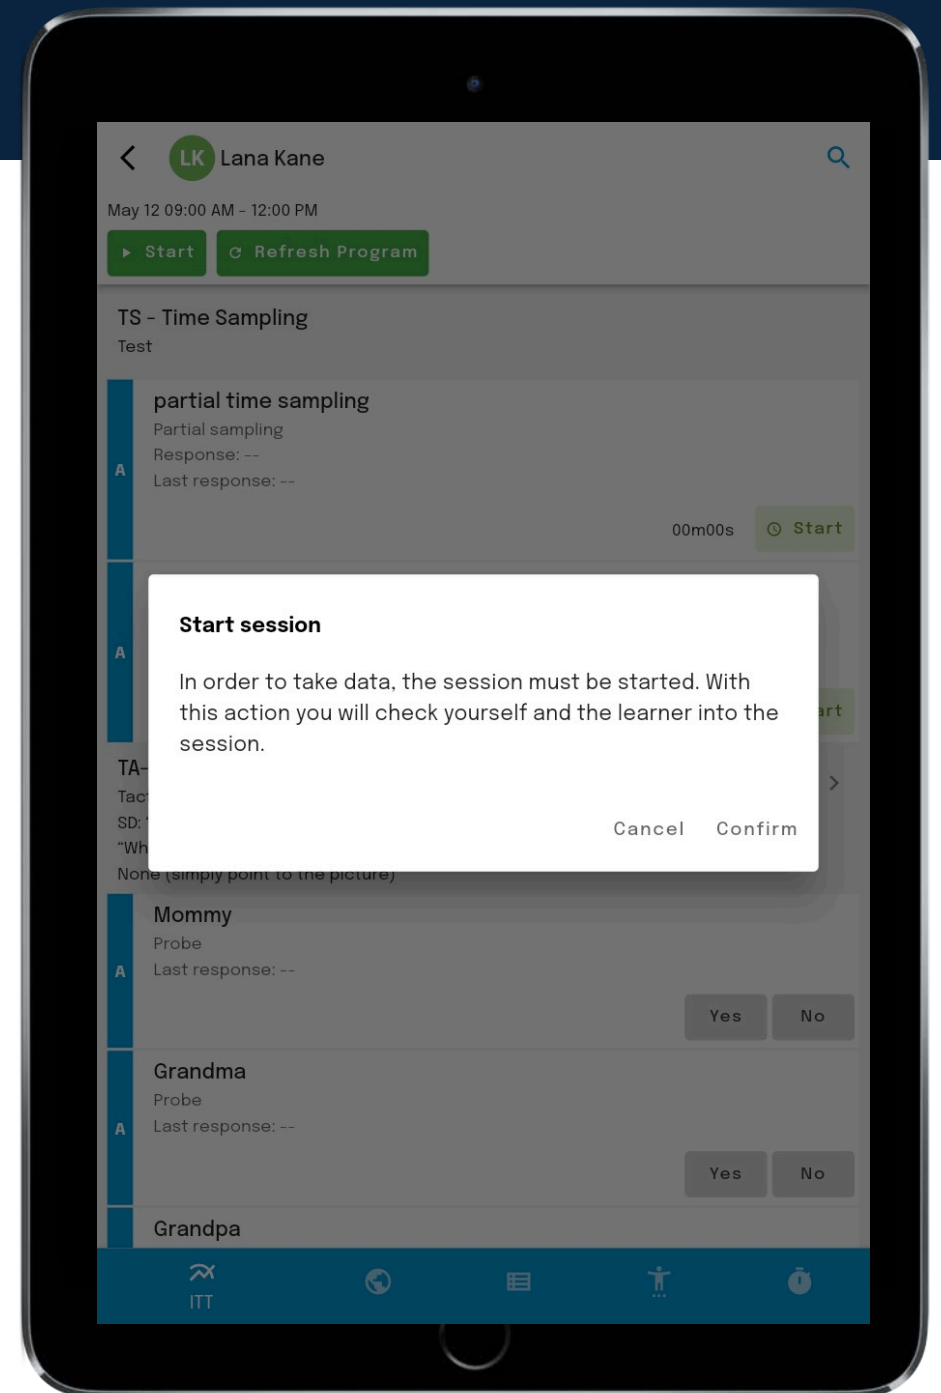 LK Lana Kane
May 12 09:00 AM - 12:00 PM
Start Refresh Program
TS - Time Sampling
Test
partial time sampling
Partial sampling
Response: --
A
Last response: --
00m00s Start
Start session
A
In order to take data, the session must be started. With
this action you will check yourself and the learner into the
session.
TA-
SD:
Cancel Confirm
None (simply point to the picture)
Mommy
Probe
A Last response: --
Yes No
Grandma
Probe
A Last response: --
Yes No
Grandpa
ITT